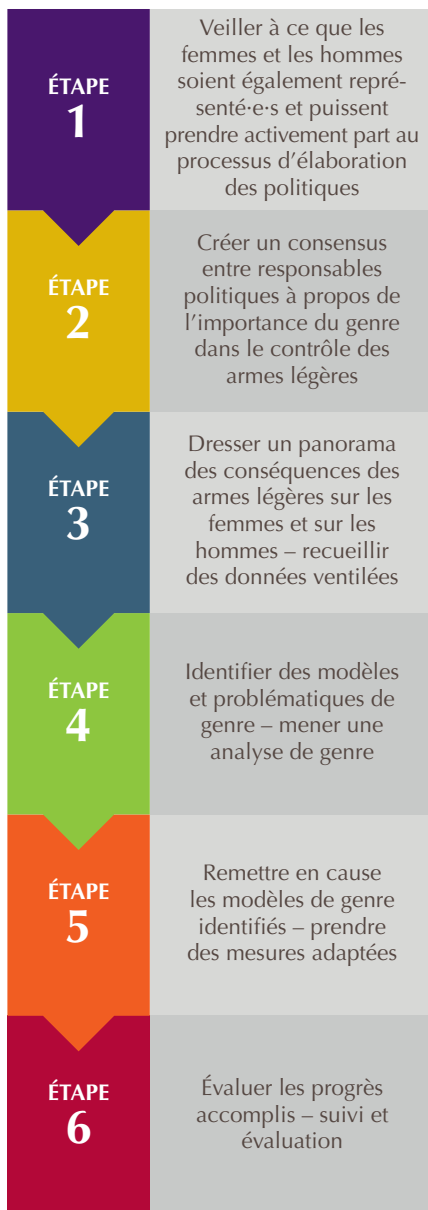 ÉTAPE
1
Veiller à ce que les
femmes et les hommes
soient également repré-
senté·e·s et puissent
prendre activement part au
processus d’élaboration
des politiques
ÉTAPE
2
Créer un consensus
entre responsables
politiques à propos de
l’importance du genre
dans le contrôle des
armes légères
ÉTAPE
3
Dresser un panorama
des conséquences des
armes légères sur les
femmes et sur les
hommes – recueillir
des données ventilées
ÉTAPE
4
Identifier des modèles
et problématiques de
genre – mener une
analyse de genre
ÉTAPE
5
Remettre en cause
les modèles de genre
identifiés – prendre
des mesures adaptées
ÉTAPE
6
Évaluer les progrès
accomplis – suivi et
évaluation